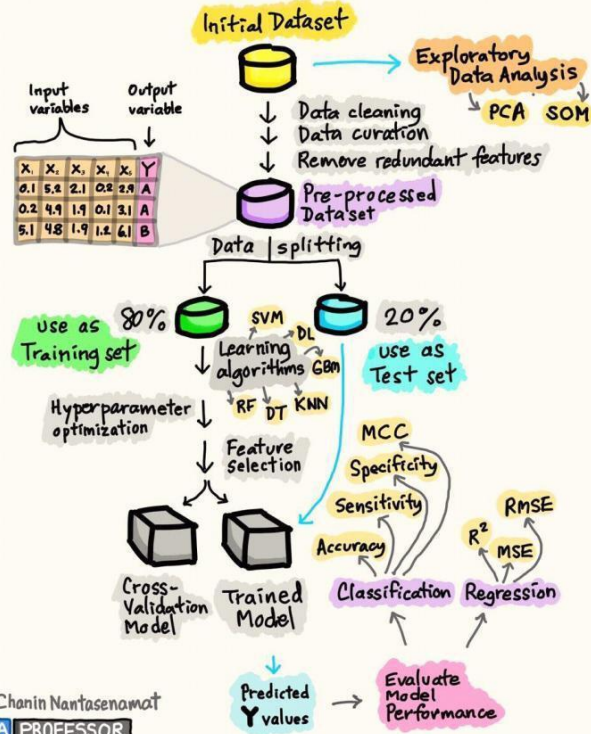 Initial Dataset
Exploratory
Data Analysis
PCA SOM
Input
variables
Output
variable
Data cleaning
Data curation
Remove redundant features
X₁ X₂ X₃ X₄ X₅ Y
0.1 5.2 2.1 0.2 2.9 A
0.2 4.9 1.9 0.1 3.1 A
5.1 4.8 1.9 1.2 6.1 B
Pre-processed
Dataset
Data splitting
80%
use as
Training set
20%
use as
Test set
Learning
algorithms
SVM
DL
GBM
KNN
DT
RF
Hyperparameter
optimization
Feature
selection
Cross-
Validation
Model
Trained
Model
MCC
Specificity
Sensitivity
Accuracy
Classification
R²
MSE
RMSE
Regression
Predicted
Y values
Evaluate
Model
Performance
Chanin Nantasenamat
A PROFESSOR